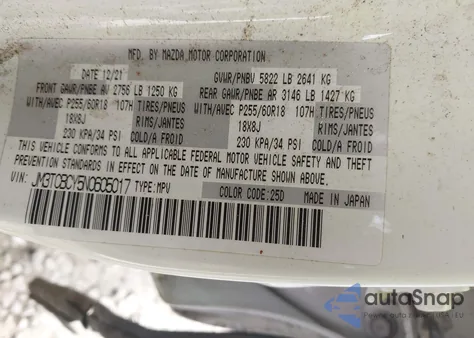 MFD. BY MAZDA MOTOR CORPORATION
DATE 12/21 GVWR/PNBV 5822 LB 2641 KG
FRONT GAWR/PNBE AV 2756 LB 1250 KG REAR GAWR/PNBE AR 3146 LB 1427 KG
WITH/AVEC P255/60R18 107H TIRES/PNEUS WITH/AVEC P255/60R18 107H TIRES/PNEUS
18X8J RIMS/JANTES 18X8J RIMS/JANTES
230 KPA/34 PSI COLD/A FROID 230 KPA/34 PSI COLD/A FROID
THIS VEHICLE CONFORMS TO ALL APPLICABLE FEDERAL MOTOR VEHICLE SAFETY AND THEFT
PREVENTION STANDARDS IN EFFECT ON THE DATE OF MANUFACTURE SHOWN ABOVE.
VIN: JM3TCBCY5N0605017 TYPE:MPV COLOR CODE:25D MADE IN JAPAN
autoSnap